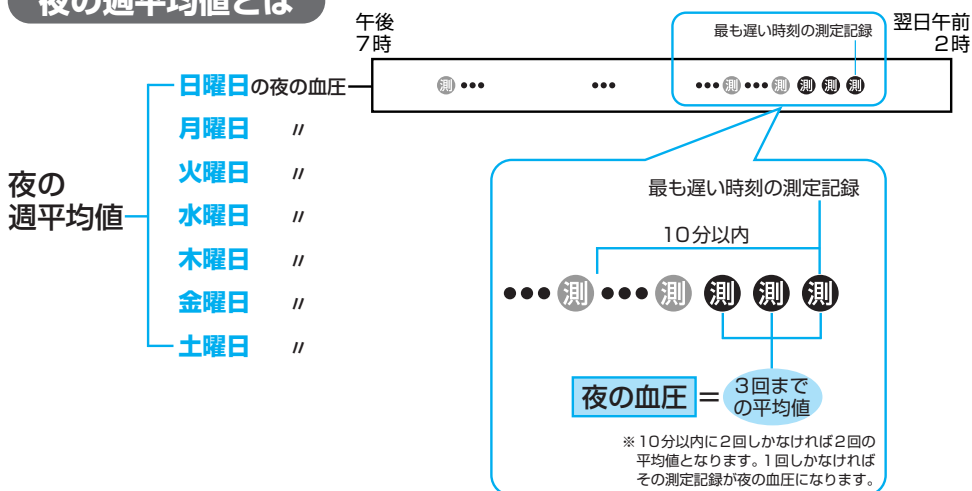 夜の週平均値とは
午後
7時
最も遅い時刻の測定記録
翌日午前
2時
日曜日の夜の血圧
測••• ••• •••測•••測測測測
月曜日 〃
火曜日 〃
水曜日 〃
木曜日 〃
金曜日 〃
土曜日 〃
夜の
週平均値
最も遅い時刻の測定記録
10分以内
•••測•••測測測測
夜の血圧=3回まで
の平均値
※10分以内に2回しかなければ2回の
平均値となります。1回しかなければ
その測定記録が夜の血圧になります。